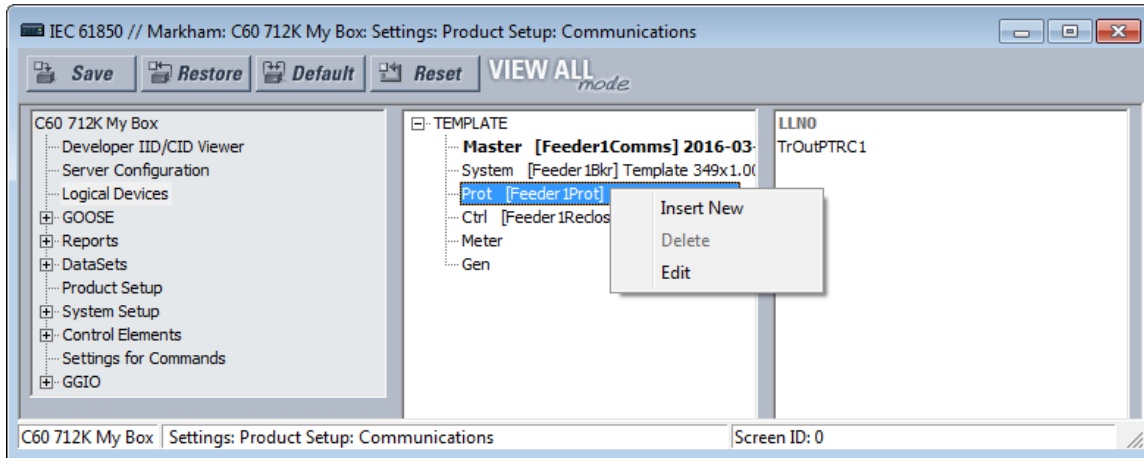 IEC 61850 // Markham: C60 712K My Box: Settings: Product Setup: Communications
Save Restore Default Reset VIEW ALL mode
C60 712K My Box
Developer IID/CID Viewer
Server Configuration
Logical Devices
GOOSE
Reports
DataSets
Product Setup
System Setup
Control Elements
Settings for Commands
GGIO
TEMPLATE
Master [Feeder1Comms] 2016-03-
System [Feeder1Bkr] Template 349x1.00
Prot [Feeder1Prot]
Ctrl [Feeder1Reclos
Meter
Gen
Insert New
Delete
Edit
LLN0
TrOutPTRC1
C60 712K My Box Settings: Product Setup: Communications Screen ID: 0